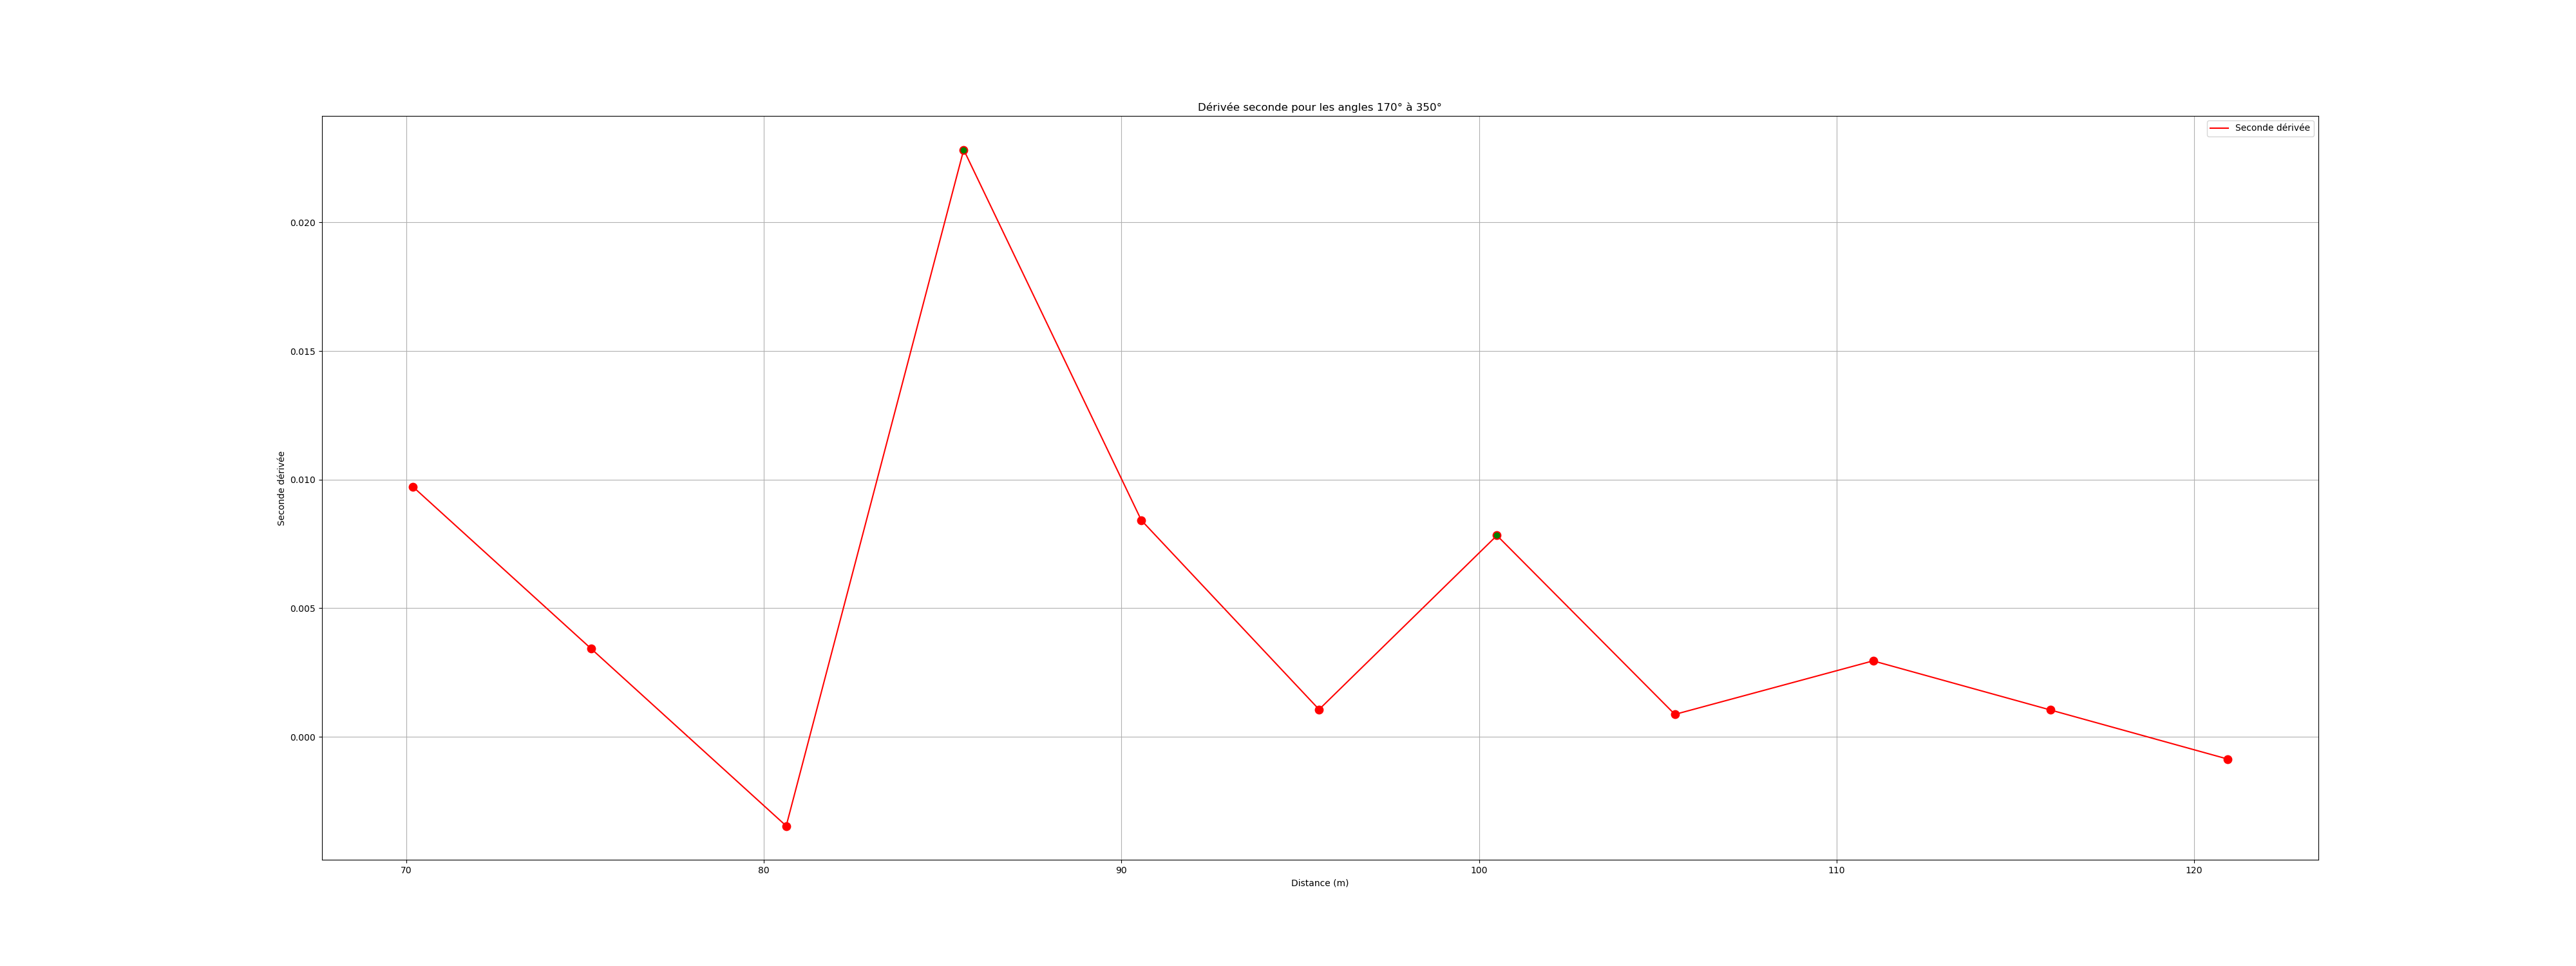 Dérivée seconde pour les angles 170° à 350°
Seconde dérivée
0.020
0.015
0.010
0.005
0.000
Seconde dérivée
70
80
90
100
110
120
Distance (m)